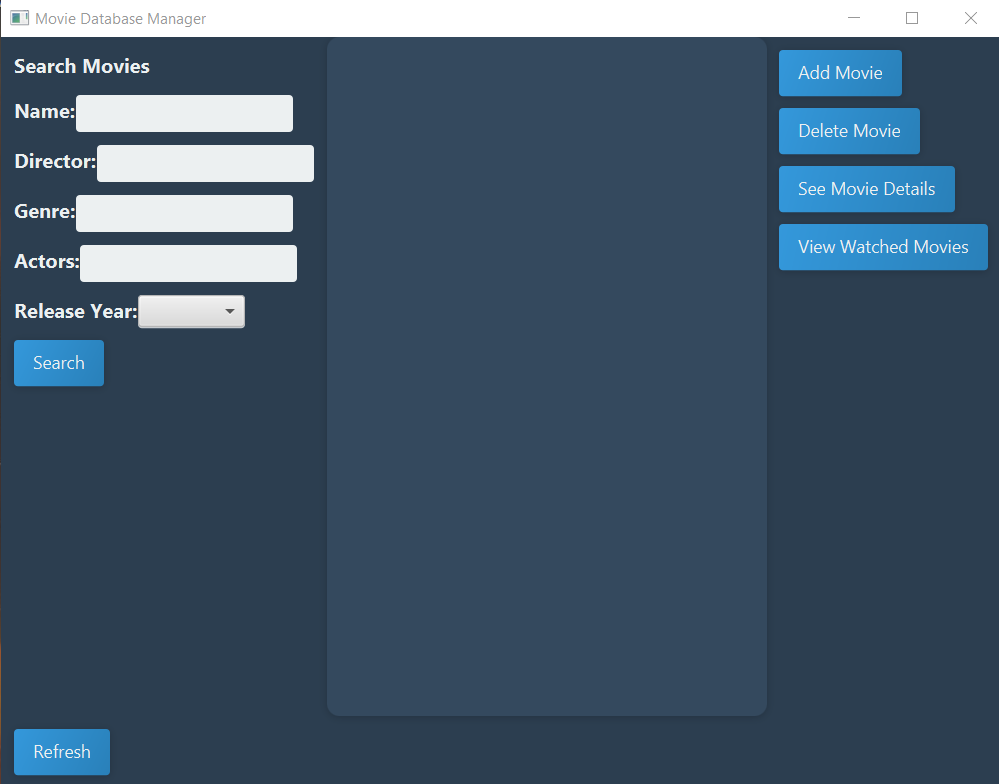 Movie Database Manager
Search Movies
Name:
Director:
Genre:
Actors:
Release Year:
Search
Add Movie
Delete Movie
See Movie Details
View Watched Movies
Refresh